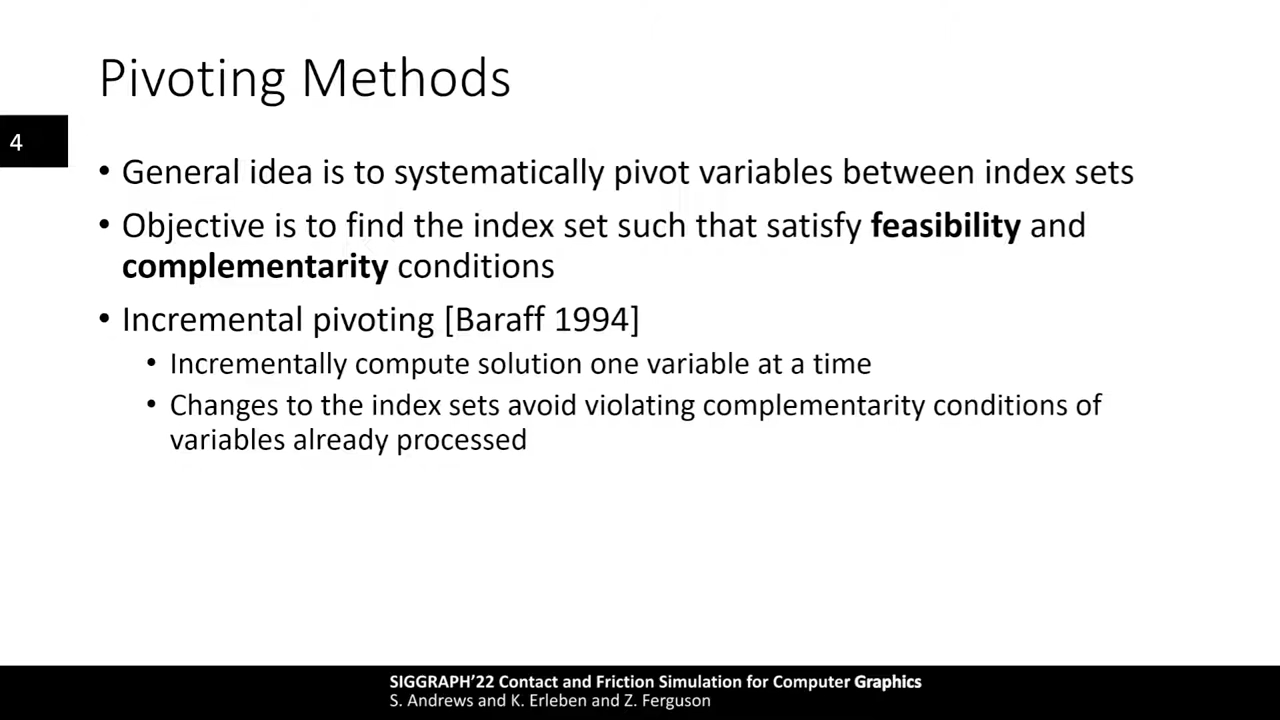 Pivoting Methods
4
• General idea is to systematically pivot variables between index sets
• Objective is to find the index set such that satisfy feasibility and
complementarity conditions
• Incremental pivoting [Baraff 1994]
• Incrementally compute solution one variable at a time
• Changes to the index sets avoid violating complementarity conditions of
variables already processed
SIGGRAPH’22 Contact and Friction Simulation for Computer Graphics
S. Andrews and K. Erleben and Z. Ferguson